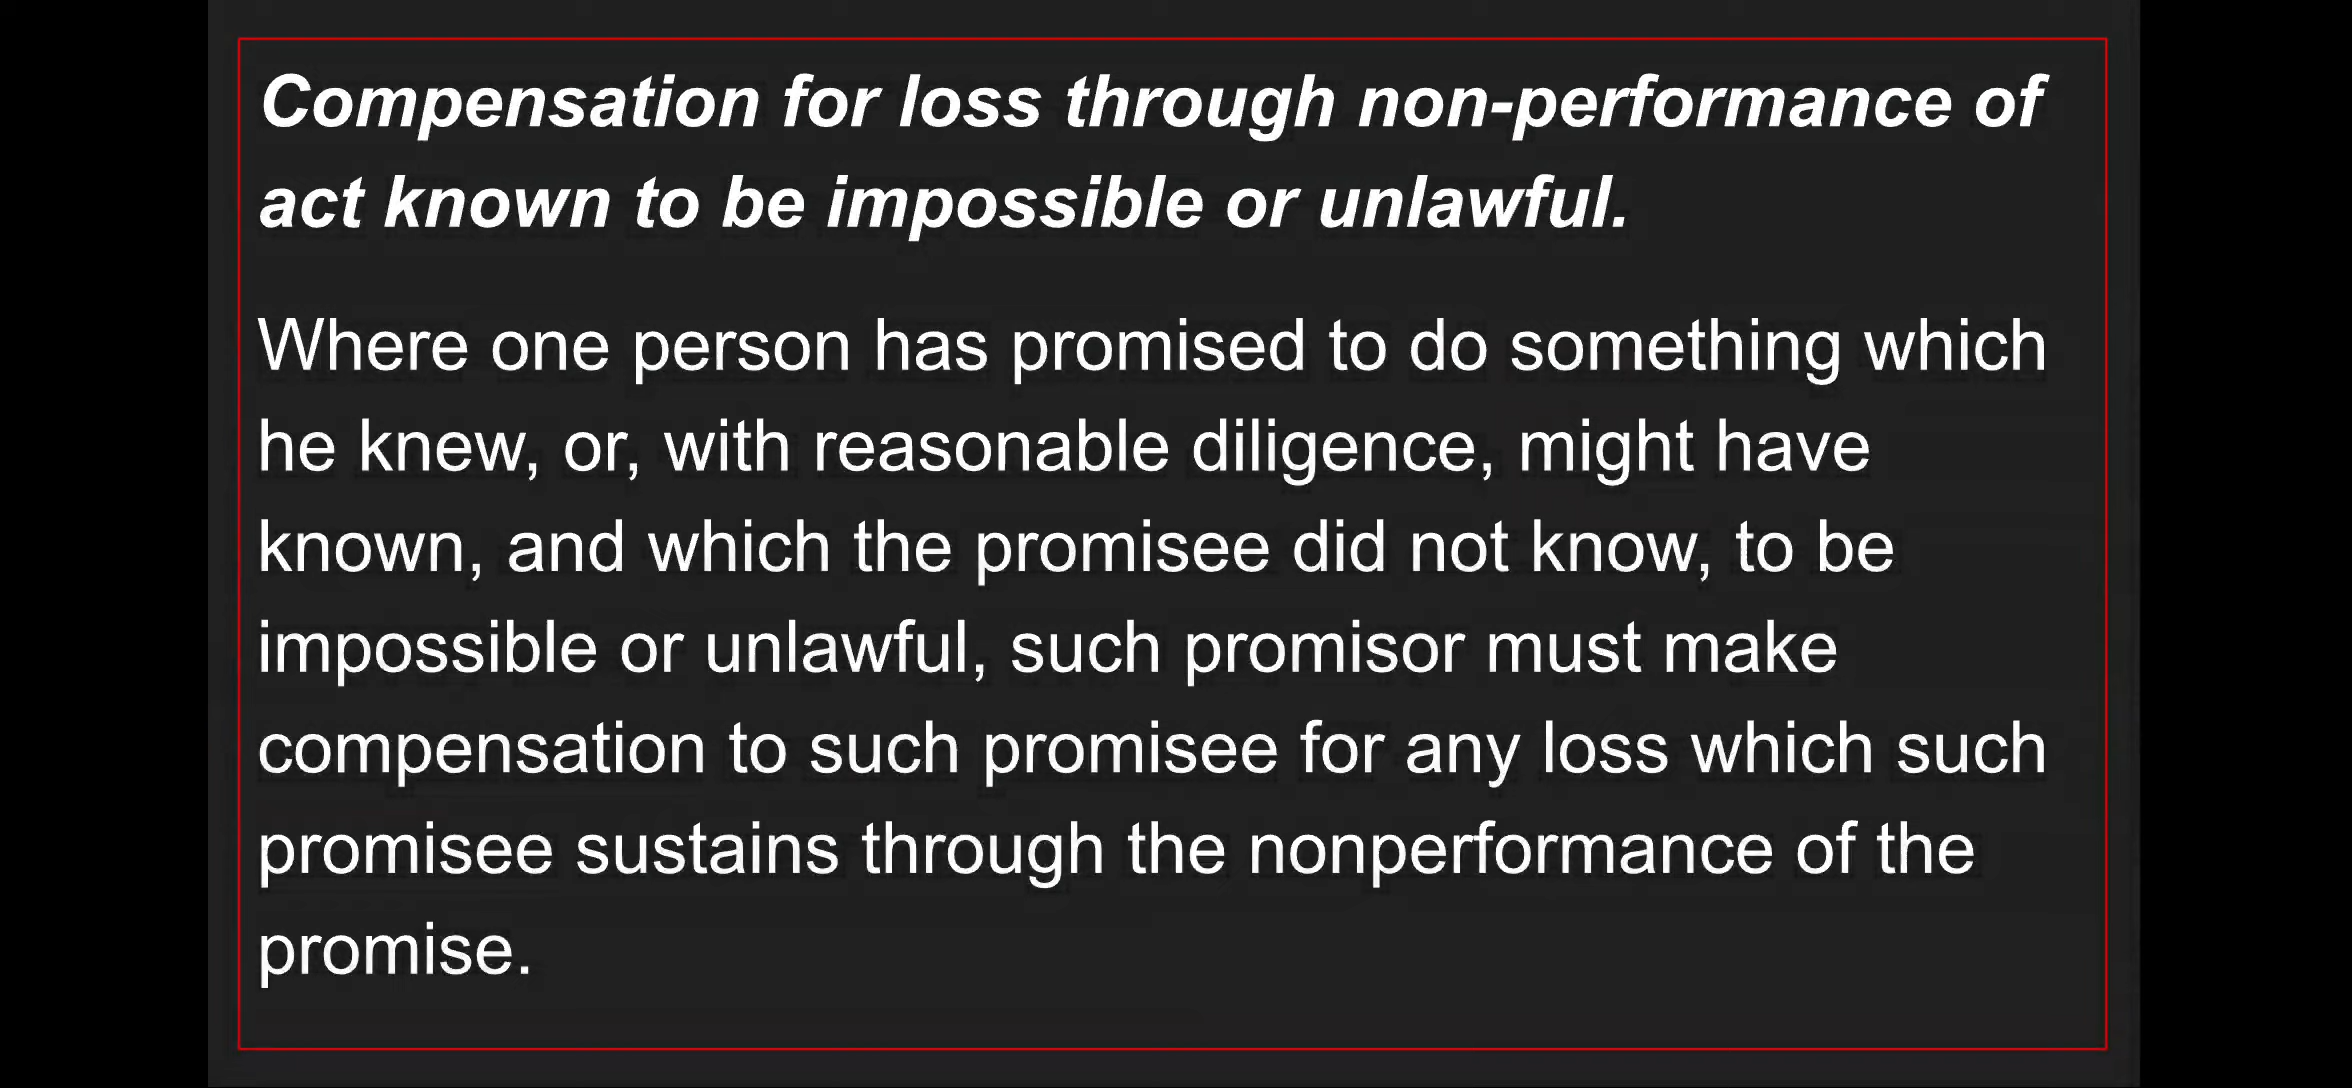 Compensation for loss through non-performance of
act known to be impossible or unlawful.
Where one person has promised to do something which
he knew, or, with reasonable diligence, might have
known, and which the promisee did not know, to be
impossible or unlawful, such promisor must make
compensation to such promisee for any loss which such
promisee sustains through the nonperformance of the
promise.